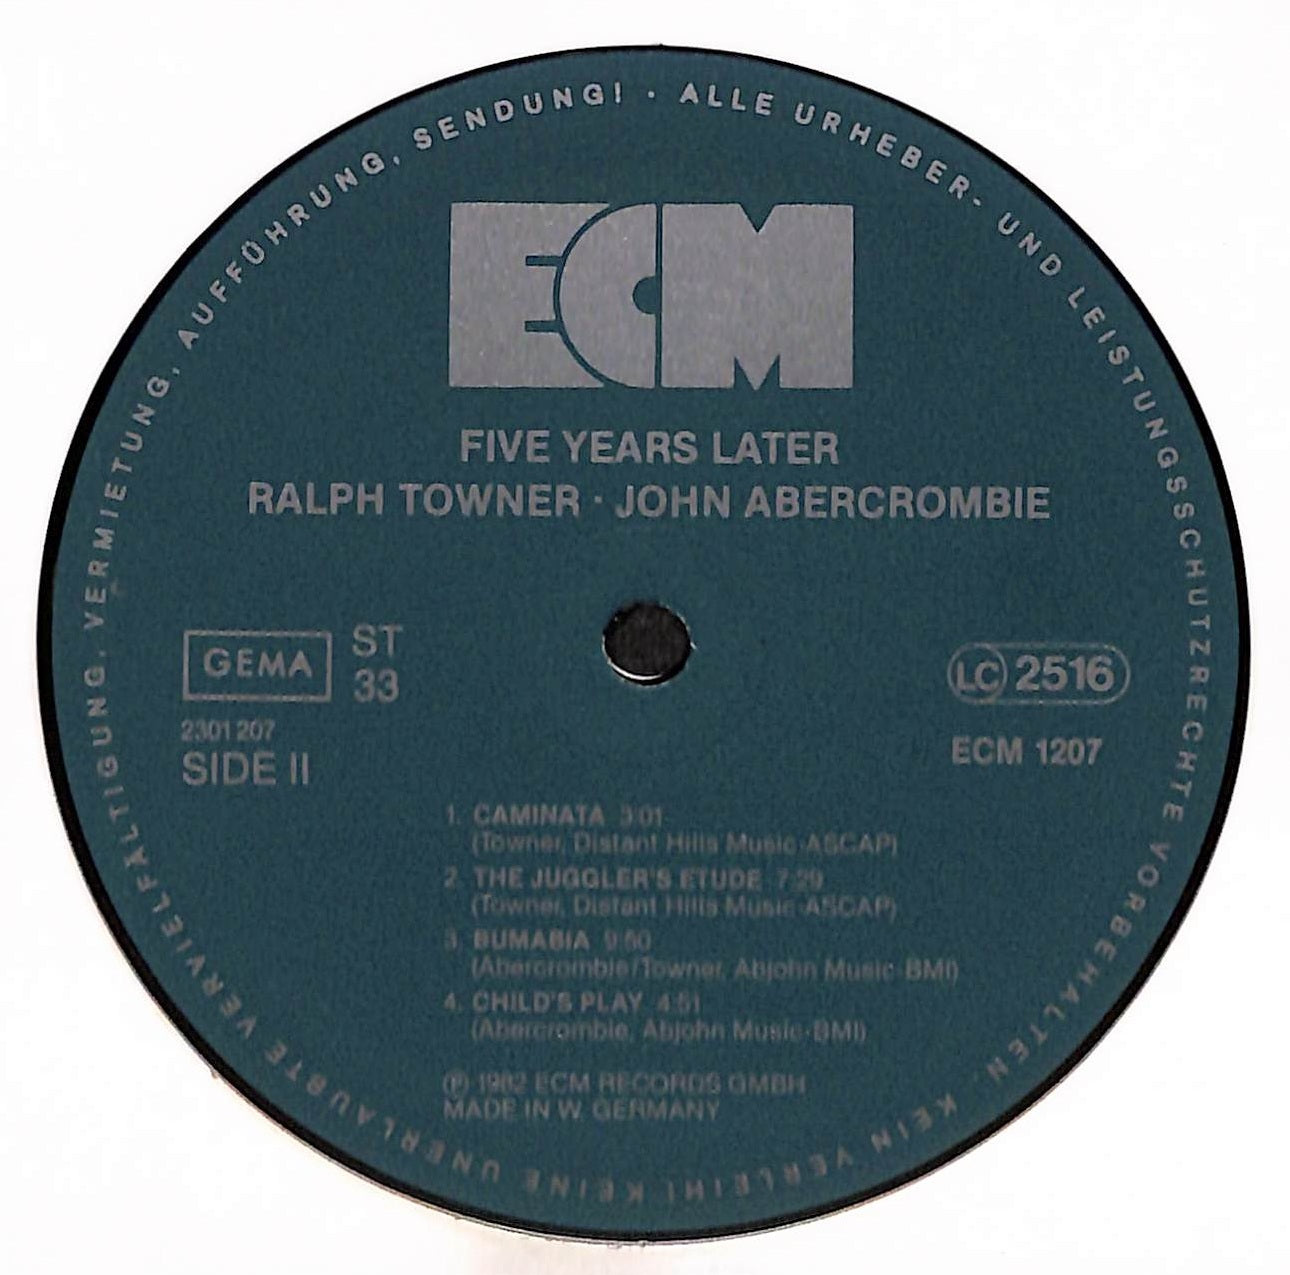 ALLE URHEBER- UND LEISTUNGSSCHUTZRECHTE VORBEHALTEN. KEIN VERLEIH! KEINE UNERLAUBTE VERVIELFÄLTIGUNG, VERMIETUNG, AUFFÜHRUNG, SENDUNG! ·
ECM
FIVE YEARS LATER
RALPH TOWNER · JOHN ABERCROMBIE
GEMA
ST
33
2301 207
SIDE II
LC 2516
ECM 1207
1. CAMINATA 3:01
(Towner, Distant Hills Music-ASCAP)
2. THE JUGGLER'S ETUDE 7:29
(Towner, Distant Hills Music-ASCAP)
3. BUMABIA 9:50
(Abercrombie/Towner, Abjohn Music-BMI)
4. CHILD'S PLAY 4:51
(Abercrombie, Abjohn Music-BMI)
℗ 1982 ECM RECORDS GMBH
MADE IN W. GERMANY